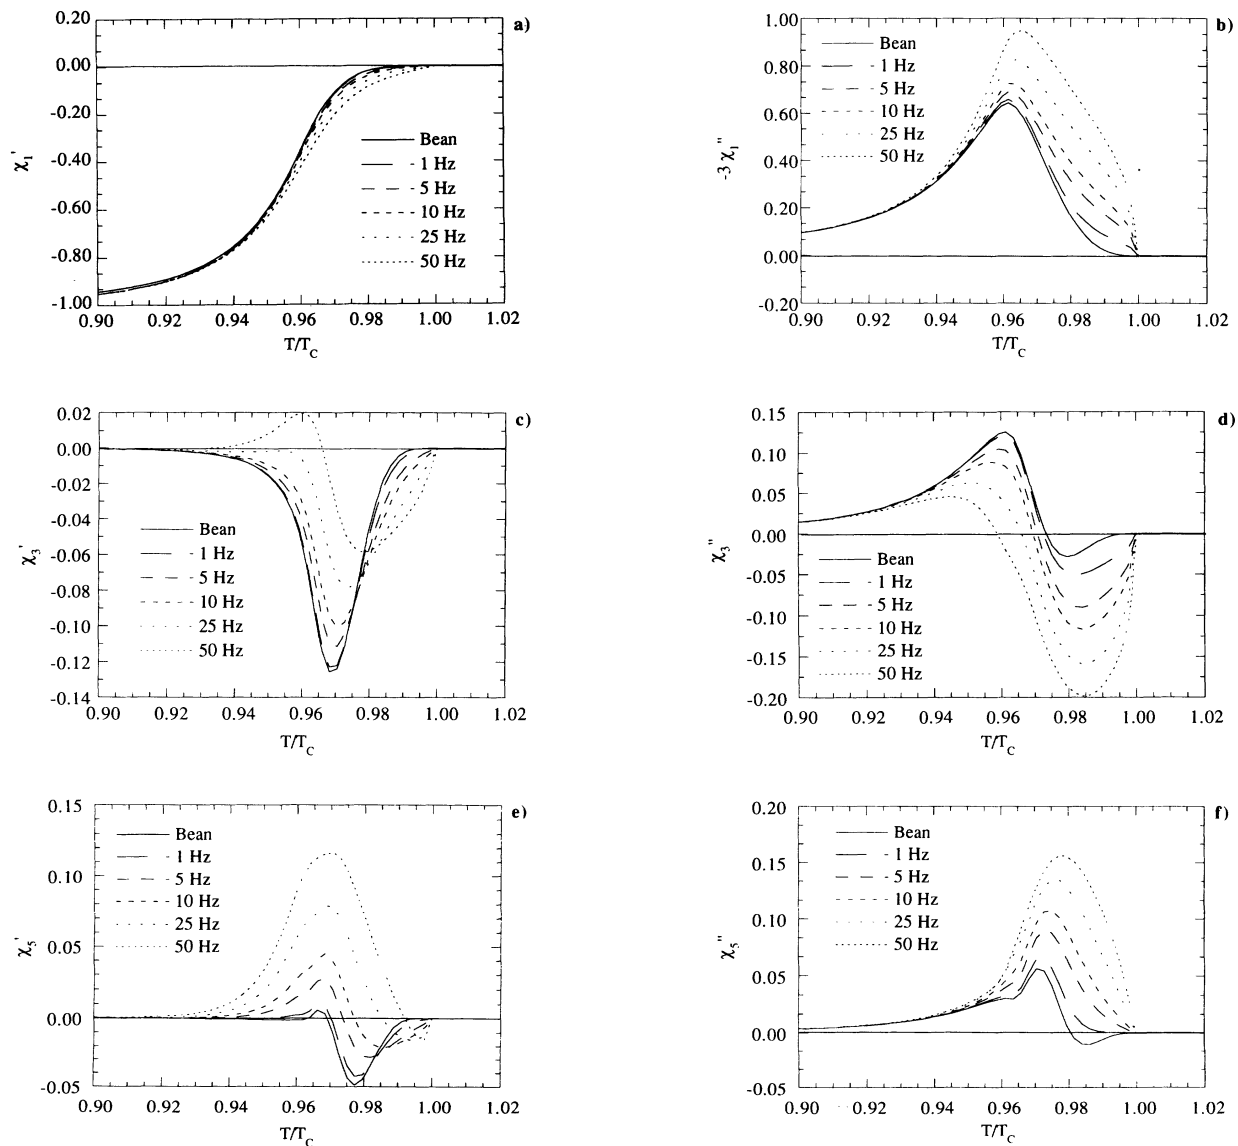 a)
0.20
0.00
-0.20
-0.40
-0.60
-0.80
-1.00
χ₁'
Bean
1 Hz
5 Hz
10 Hz
25 Hz
50 Hz
0.90 0.92 0.94 0.96 0.98 1.00 1.02
T/T_C
b)
1.00
0.80
0.60
0.40
0.20
0.00
-0.20
-3 χ₁''
Bean
1 Hz
5 Hz
10 Hz
25 Hz
50 Hz
0.90 0.92 0.94 0.96 0.98 1.00 1.02
T/T_C
c)
0.02
0.00
-0.02
-0.04
-0.06
-0.08
-0.10
-0.12
-0.14
χ₃'
Bean
1 Hz
5 Hz
10 Hz
25 Hz
50 Hz
0.90 0.92 0.94 0.96 0.98 1.00 1.02
T/T_C
d)
0.15
0.10
0.05
0.00
-0.05
-0.10
-0.15
-0.20
χ₃''
Bean
1 Hz
5 Hz
10 Hz
25 Hz
50 Hz
0.90 0.92 0.94 0.96 0.98 1.00 1.02
T/T_C
e)
0.15
0.10
0.05
0.00
-0.05
χ₅'
Bean
1 Hz
5 Hz
10 Hz
25 Hz
50 Hz
0.90 0.92 0.94 0.96 0.98 1.00 1.02
T/T_C
f)
0.20
0.15
0.10
0.05
0.00
-0.05
χ₅''
Bean
1 Hz
5 Hz
10 Hz
25 Hz
50 Hz
0.90 0.92 0.94 0.96 0.98 1.00 1.02
T/T_C